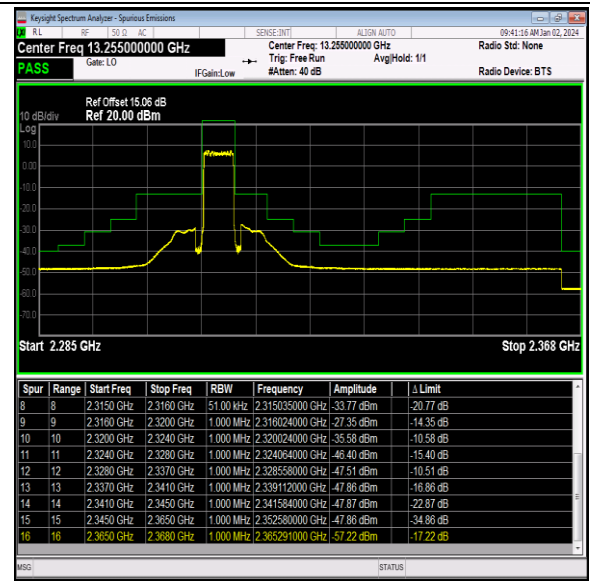 Keysight Spectrum Analyzer - Spurious Emissions
RL RF 50 Ω AC SENSE:INT ALIGN AUTO 09:41:16 AM Jan 02, 2024
Center Freq 13.255000000 GHz Center Freq: 13.255000000 GHz Radio Std: None
Gate: LO Trig: Free Run Avg|Hold: 1/1
PASS IFGain:Low #Atten: 40 dB Radio Device: BTS
Ref Offset 15.06 dB
10 dB/div Ref 20.00 dBm
Log
10.0
0.00
-10.0
-20.0
-30.0
-40.0
-50.0
-60.0
-70.0
Start 2.285 GHz Stop 2.368 GHz
Spur Range Start Freq Stop Freq RBW Frequency Amplitude Δ Limit
8 8 2.3150 GHz 2.3160 GHz 51.00 kHz 2.315035000 GHz -33.77 dBm -20.77 dB
9 9 2.3160 GHz 2.3200 GHz 1.000 MHz 2.316024000 GHz -27.35 dBm -14.35 dB
10 10 2.3200 GHz 2.3240 GHz 1.000 MHz 2.320024000 GHz -35.58 dBm -10.58 dB
11 11 2.3240 GHz 2.3280 GHz 1.000 MHz 2.324064000 GHz -46.40 dBm -15.40 dB
12 12 2.3280 GHz 2.3370 GHz 1.000 MHz 2.328558000 GHz -47.51 dBm -10.51 dB
13 13 2.3370 GHz 2.3410 GHz 1.000 MHz 2.339112000 GHz -47.86 dBm -16.86 dB
14 14 2.3410 GHz 2.3450 GHz 1.000 MHz 2.341584000 GHz -47.87 dBm -22.87 dB
15 15 2.3450 GHz 2.3650 GHz 1.000 MHz 2.352580000 GHz -47.86 dBm -34.86 dB
16 16 2.3650 GHz 2.3680 GHz 1.000 MHz 2.365291000 GHz -57.22 dBm -17.22 dB
MSG STATUS